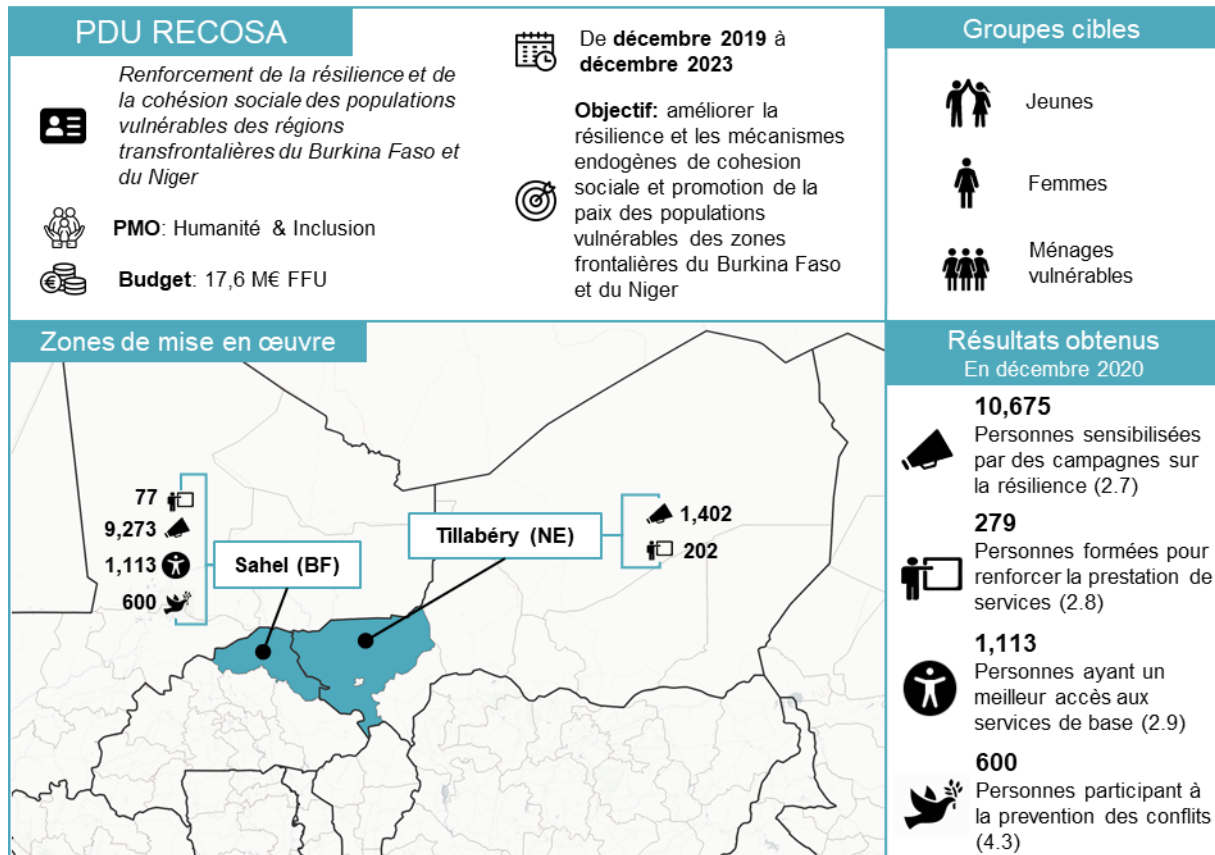 PDU RECOSA
Renforcement de la résilience et de
la cohésion sociale des populations
vulnérables des régions
transfrontalières du Burkina Faso et
du Niger
PMO: Humanité & Inclusion
Budget: 17,6 M€ FFU
De décembre 2019 à
décembre 2023
Objectif: améliorer la
résilience et les mécanismes
endogènes de cohesion
sociale et promotion de la
paix des populations
vulnérables des zones
frontalières du Burkina Faso
et du Niger
Groupes cibles
Jeunes
Femmes
Ménages
vulnérables
Zones de mise en œuvre
77
9,273
1,113
600
Sahel (BF)
Tillabéry (NE)
1,402
202
Résultats obtenus
En décembre 2020
10,675
Personnes sensibilisées
par des campagnes sur
la résilience (2.7)
279
Personnes formées pour
renforcer la prestation de
services (2.8)
1,113
Personnes ayant un
meilleur accès aux
services de base (2.9)
600
Personnes participant à
la prevention des conflits
(4.3)